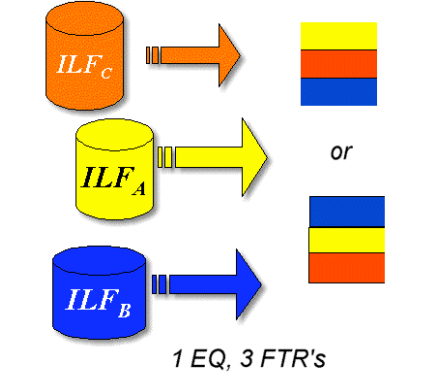 ILFC
ILFA
or
ILFB
1 EQ, 3 FTR's